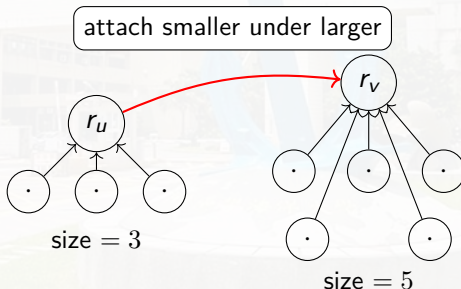 attach smaller under larger
r_v
r_u
· · ·
· · ·
size = 3
· ·
size = 5